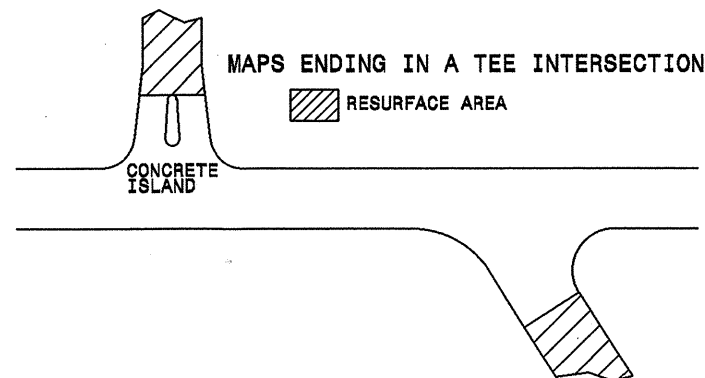 MAPS ENDING IN A TEE INTERSECTION
RESURFACE AREA
CONCRETE
ISLAND